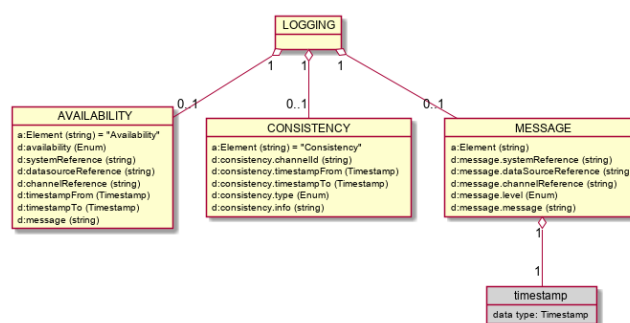 LOGGING
1
1
1
0..1
0..1
0..1
AVAILABILITY
a:Element (string) = "Availability"
d:availability (Enum)
d:systemReference (string)
d:datasourceReference (string)
d:channelReference (string)
d:timestampFrom (Timestamp)
d:timestampTo (Timestamp)
d:message (string)
CONSISTENCY
a:Element (string) = "Consistency"
d:consistency.channelId (string)
d:consistency.timestampFrom (Timestamp)
d:consistency.timestampTo (Timestamp)
d:consistency.type (Enum)
d:consistency.info (string)
MESSAGE
a:Element (string)
d:message.systemReference (string)
d:message.dataSourceReference (string)
d:message.channelReference (string)
d:message.level (Enum)
d:message.message (string)
1
1
timestamp
data type: Timestamp